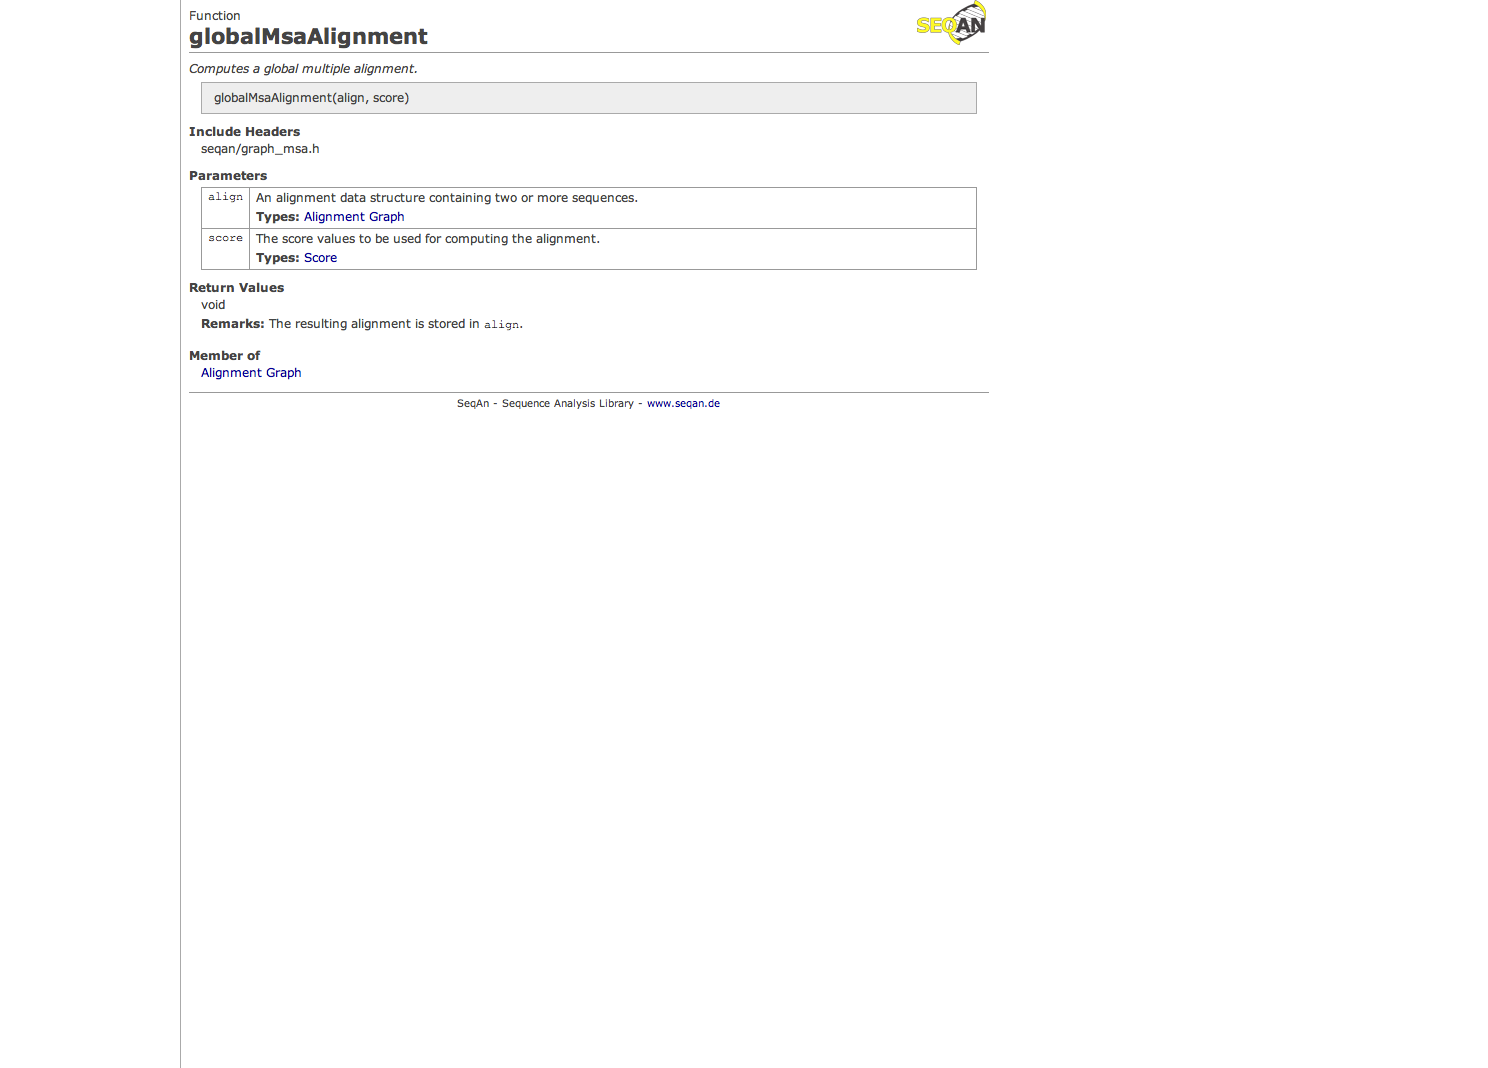 Function
SEQAN
globalMsaAlignment
Computes a global multiple alignment.
globalMsaAlignment(align, score)
Include Headers
seqan/graph_msa.h
Parameters
align An alignment data structure containing two or more sequences.
Types: Alignment Graph
score The score values to be used for computing the alignment.
Types: Score
Return Values
void
Remarks: The resulting alignment is stored in align.
Member of
Alignment Graph
SeqAn - Sequence Analysis Library - www.seqan.de